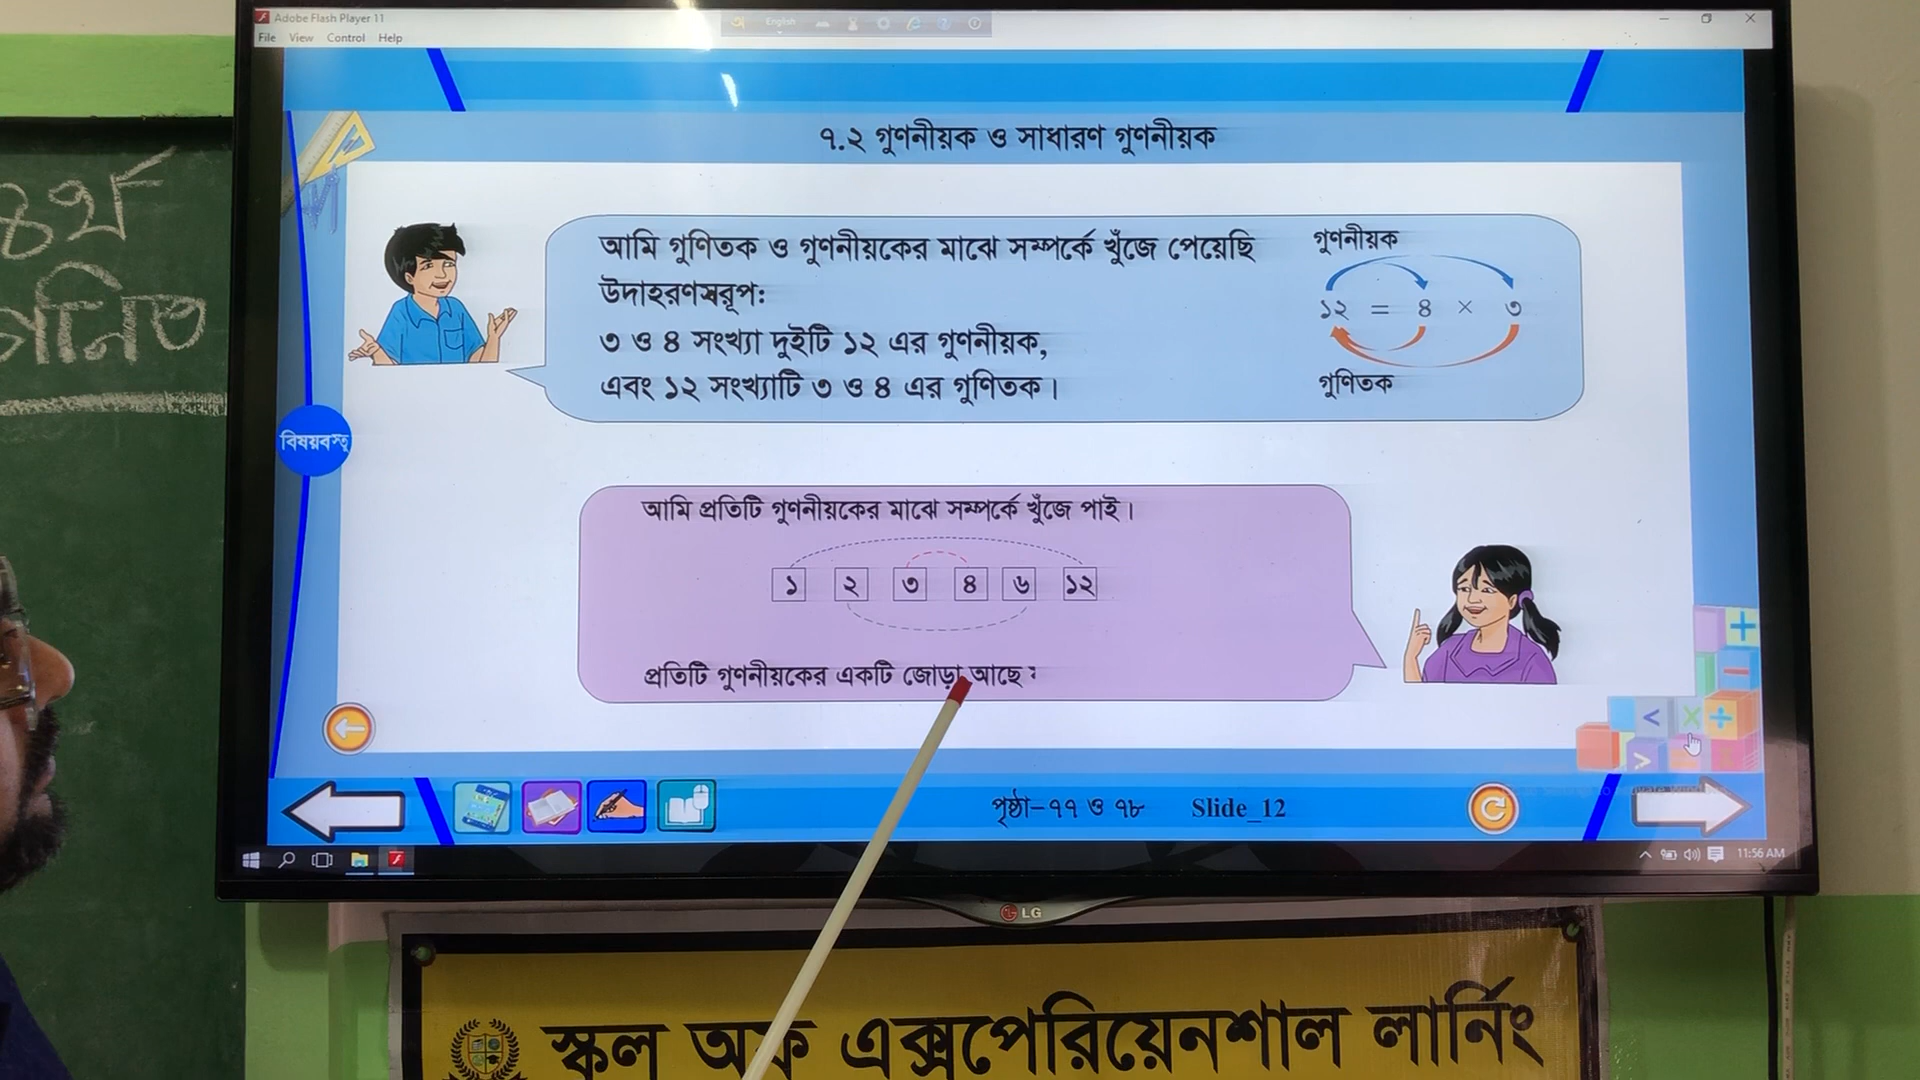 Adobe Flash Player 11
English
File View Control Help
৪র্থ
গনিত
৭.২ গুণনীয়ক ও সাধারণ গুণনীয়ক
আমি গুণিতক ও গুণনীয়কের মাঝে সম্পর্কে খুঁজে পেয়েছি
উদাহরণস্বরূপ:
৩ ও ৪ সংখ্যা দুইটি ১২ এর গুণনীয়ক,
এবং ১২ সংখ্যাটি ৩ ও ৪ এর গুণিতক।
গুণনীয়ক
১২ = ৪ × ৩
গুণিতক
বিষয়বস্তু
আমি প্রতিটি গুণনীয়কের মাঝে সম্পর্কে খুঁজে পাই।
১ ২ ৩ ৪ ৬ ১২
প্রতিটি গুণনীয়কের একটি জোড়া আছে
+
−
< × ÷
>
পৃষ্ঠা-৭৭ ও ৭৮ Slide_12
11:56 AM
LG
স্কুল অফ এক্সপেরিয়েনশাল লার্নিং